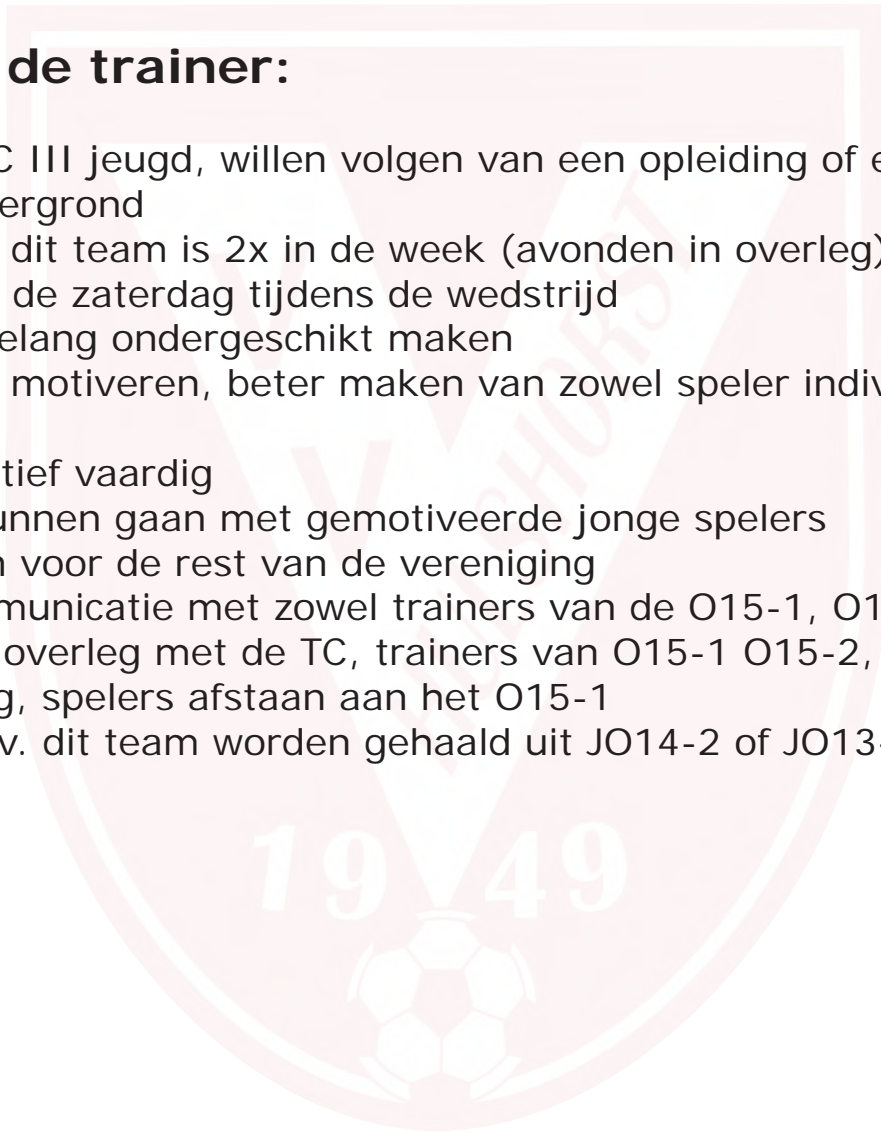 de trainer:
C III jeugd, willen volgen van een opleiding of e
ergrond
dit team is 2x in de week (avonden in overleg)
de zaterdag tijdens de wedstrijd
elang ondergeschikt maken
motiveren, beter maken van zowel speler indiv
tief vaardig
unnen gaan met gemotiveerde jonge spelers
n voor de rest van de vereniging
municatie met zowel trainers van de O15-1, O1
overleg met de TC, trainers van O15-1 O15-2,
g, spelers afstaan aan het O15-1
v. dit team worden gehaald uit JO14-2 of JO13-
HULSHORST
1949